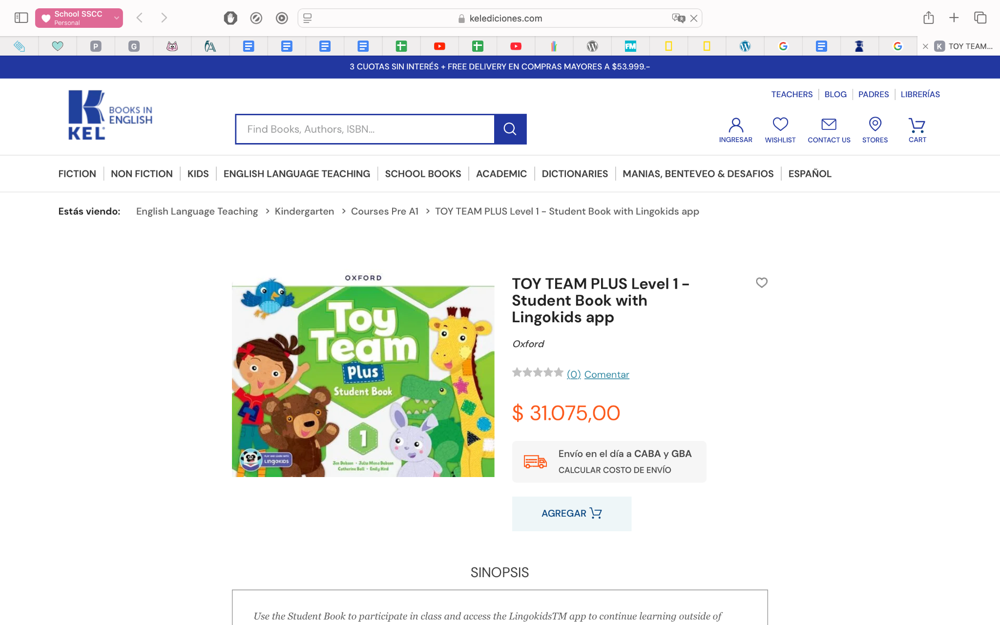 School SSCC
Personal
kelediciones.com
P
G
FM
K TOY TEAM...
3 CUOTAS SIN INTERÉS + FREE DELIVERY EN COMPRAS MAYORES A $53.999.-
TEACHERS
BLOG
PADRES
LIBRERÍAS
KEL
BOOKS IN
ENGLISH
Find Books, Authors, ISBN...
INGRESAR
WISHLIST
CONTACT US
STORES
CART
FICTION
NON FICTION
KIDS
ENGLISH LANGUAGE TEACHING
SCHOOL BOOKS
ACADEMIC
DICTIONARIES
MANIAS, BENTEVEO & DESAFIOS
ESPAÑOL
Estás viendo: English Language Teaching > Kindergarten > Courses Pre A1 > TOY TEAM PLUS Level 1 - Student Book with Lingokids app
OXFORD
Toy
Team
Plus
Student Book
1
PLAY AND LEARN WITH
LINGOKIDS
Jen Dobson · Julia Mena Dobson
Catherine Ball · Emily Hird
TOY TEAM PLUS Level 1 -
Student Book with
Lingokids app
Oxford
(0) Comentar
$ 31.075,00
Envío en el día a CABA y GBA
CALCULAR COSTO DE ENVÍO
AGREGAR
SINOPSIS
Use the Student Book to participate in class and access the LingokidsTM app to continue learning outside of